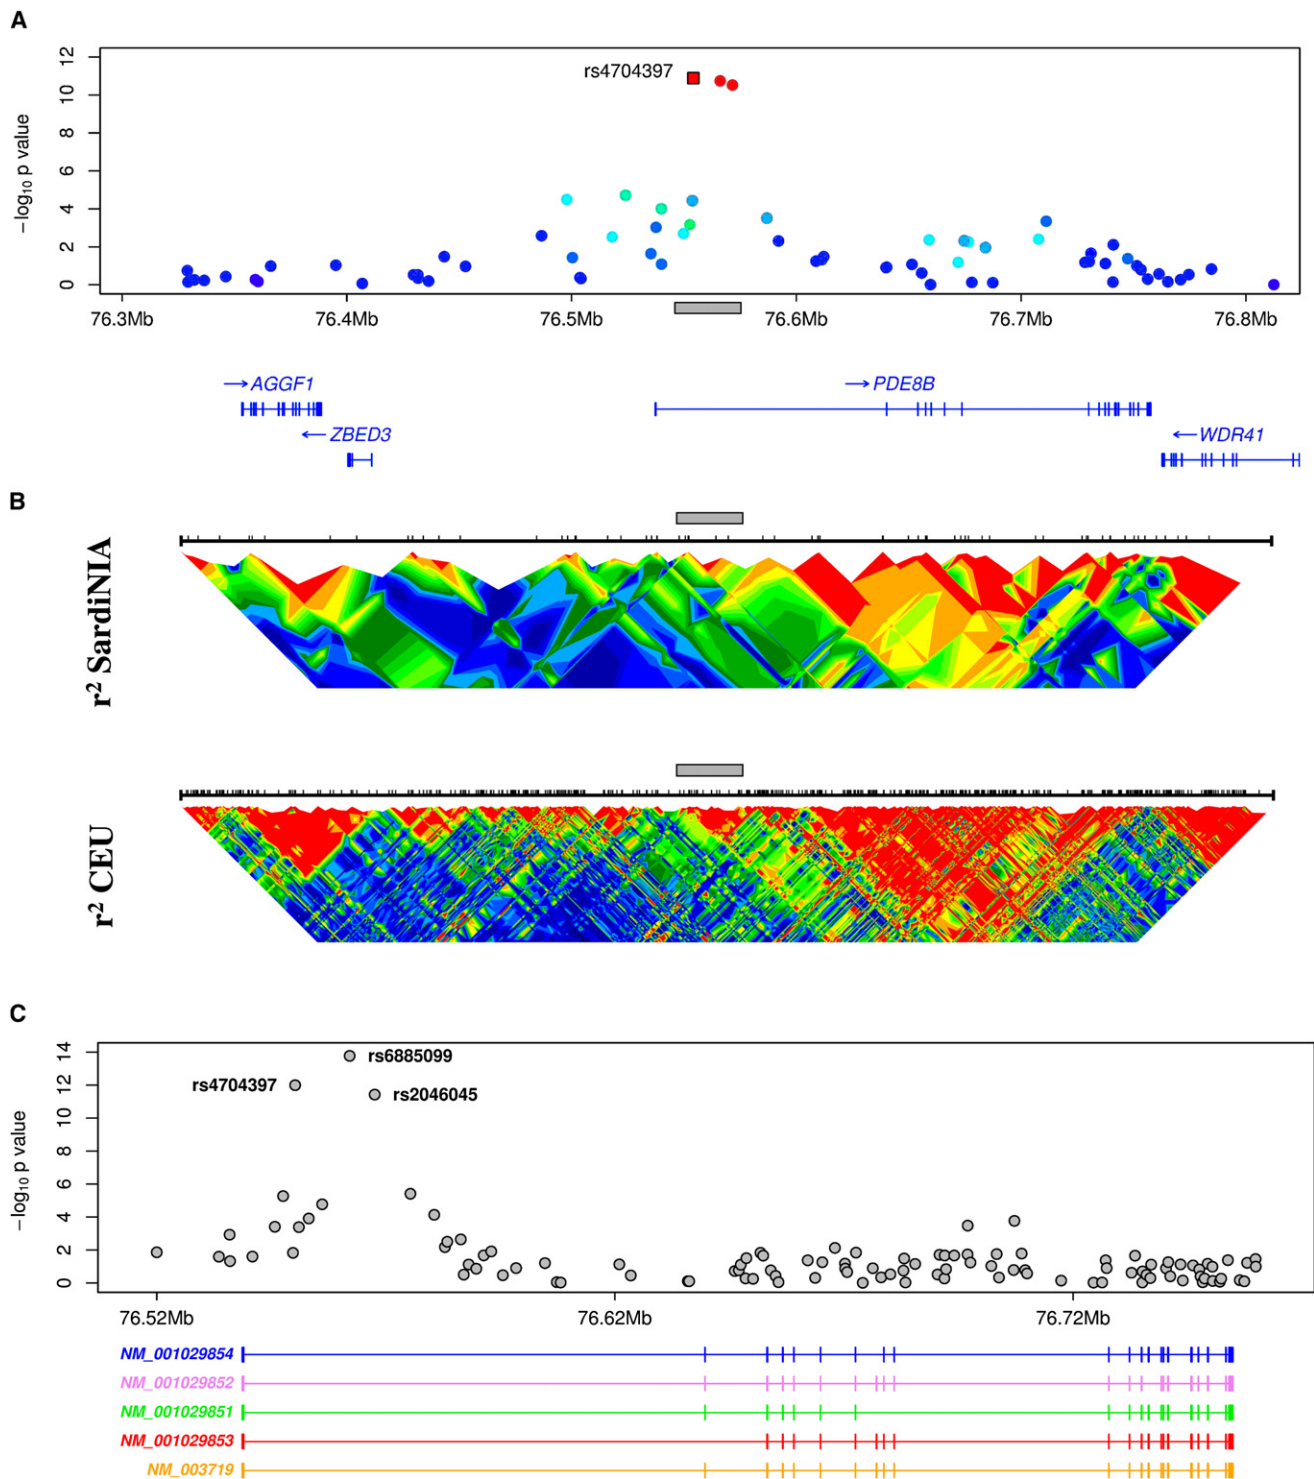 A
12
10
8
6
4
2
0
−log10 p value
rs4704397
76.3Mb 76.4Mb 76.5Mb 76.6Mb 76.7Mb 76.8Mb
AGGF1 PDE8B
ZBED3 WDR41
B
r² SardiNIA
r² CEU
C
14
12
10
8
6
4
2
0
−log10 p value
rs6885099
rs4704397
rs2046045
76.52Mb 76.62Mb 76.72Mb
NM_001029854
NM_001029852
NM_001029851
NM_001029853
NM_003719